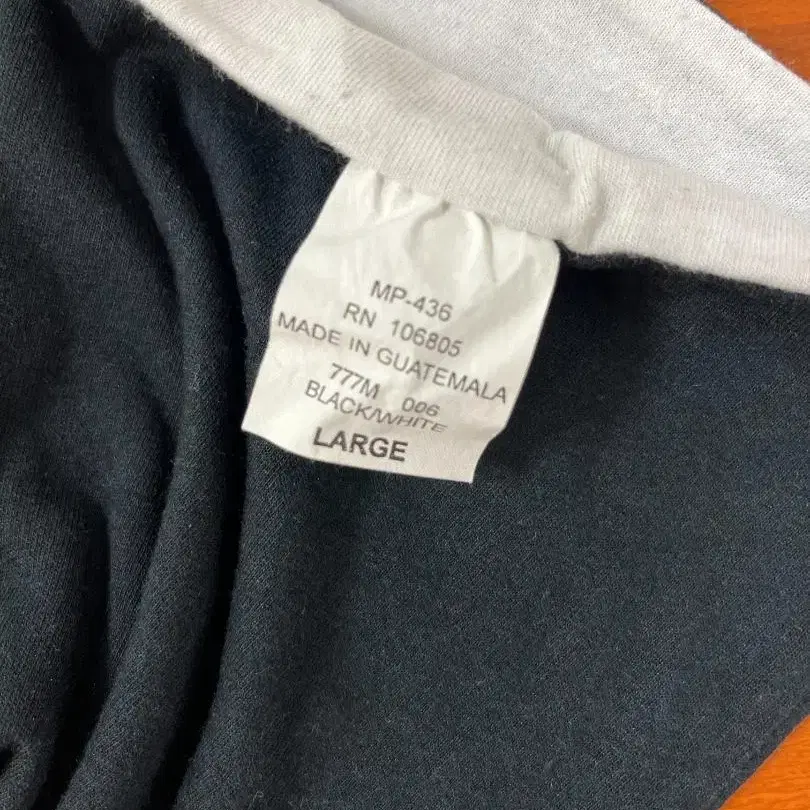 MP-436
RN 106805
MADE IN GUATEMALA
777M 006
BLACK/WHITE
LARGE